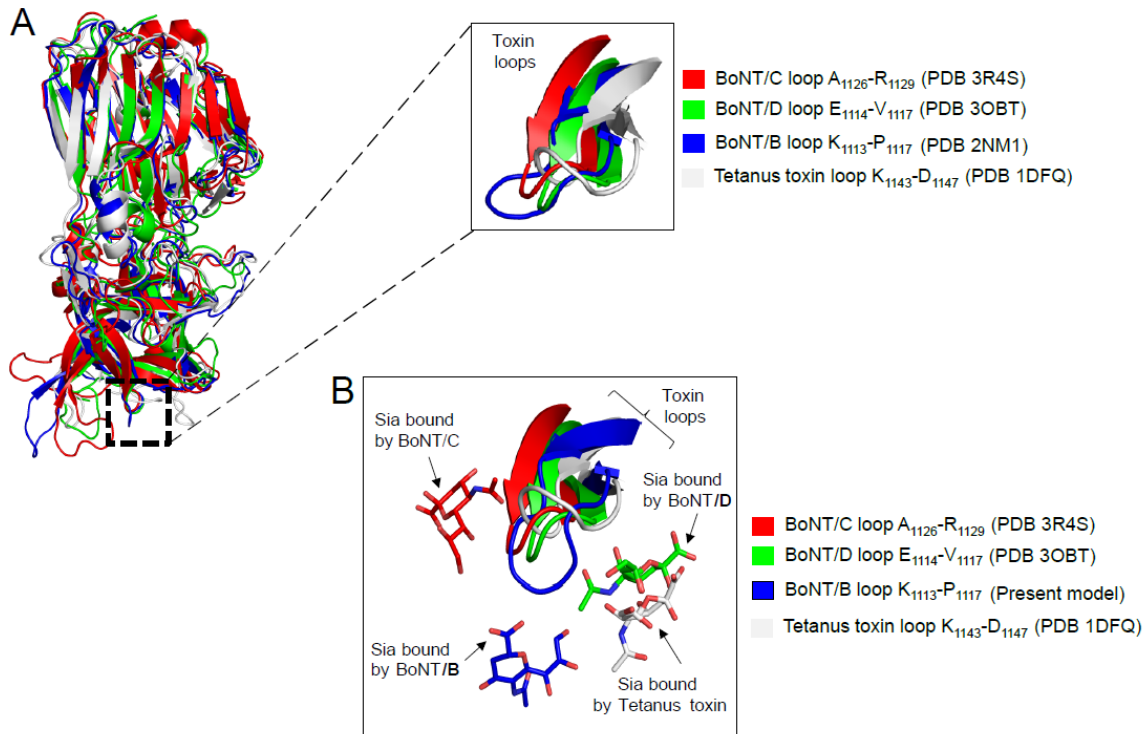 A
Toxin
loops
BoNT/C loop A1126-R1129 (PDB 3R4S)
BoNT/D loop E1114-V1117 (PDB 3OBT)
BoNT/B loop K1113-P1117 (PDB 2NM1)
Tetanus toxin loop K1143-D1147 (PDB 1DFQ)
B
Toxin
loops
Sia bound
by BoNT/C
Sia bound
by BoNT/D
Sia bound
by BoNT/B
Sia bound
by Tetanus toxin
BoNT/C loop A1126-R1129 (PDB 3R4S)
BoNT/D loop E1114-V1117 (PDB 3OBT)
BoNT/B loop K1113-P1117 (Present model)
Tetanus toxin loop K1143-D1147 (PDB 1DFQ)